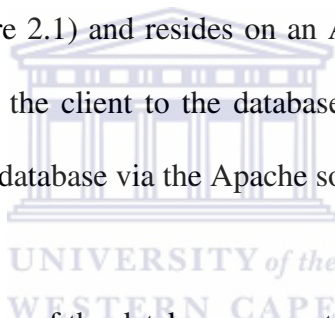 re 2.1) and resides on an A
the client to the database
database via the Apache so
UNIVERSITY of the
WESTERN CAPE
of the database